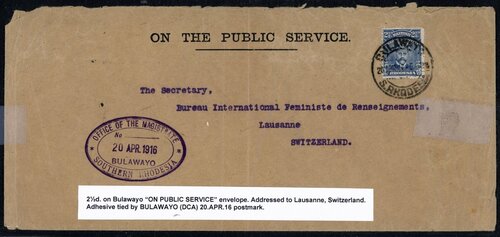 ON THE PUBLIC SERVICE.
BULAWAYO
S. RHODESIA
RHODESIA
The Secretary,
Bureau International Feministe de Renseignements,
Lausanne
SWITZERLAND.
OFFICE OF THE MAGISTRATE
No
20 APR. 1916
BULAWAYO
SOUTHERN RHODESIA
2½d. on Bulawayo "ON PUBLIC SERVICE" envelope. Addressed to Lausanne, Switzerland.
Adhesive tied by BULAWAYO (DCA) 20.APR.16 postmark.